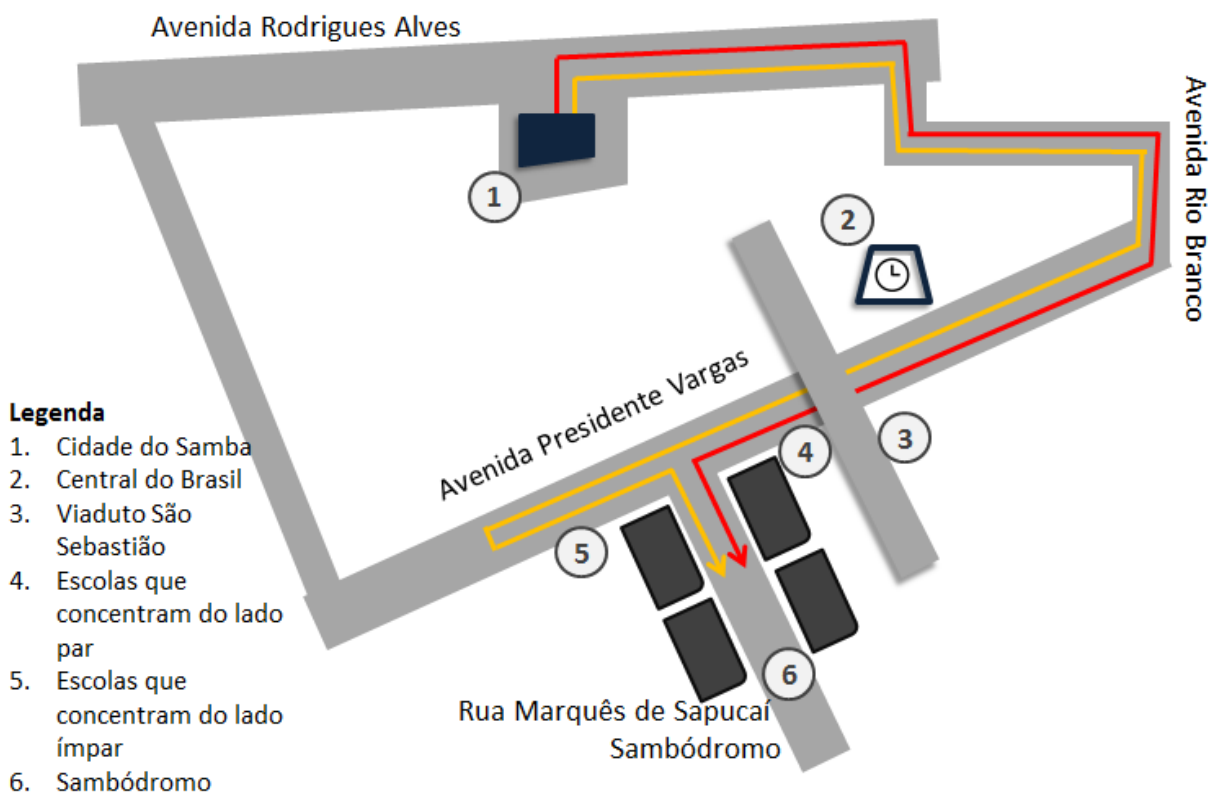 Avenida Rodrigues Alves
Avenida Rio Branco
1
2
Avenida Presidente Vargas
3
4
5
6
Rua Marquês de Sapucaí
Sambódromo
Legenda
1. Cidade do Samba
2. Central do Brasil
3. Viaduto São
Sebastião
4. Escolas que
concentram do lado
par
5. Escolas que
concentram do lado
ímpar
6. Sambódromo